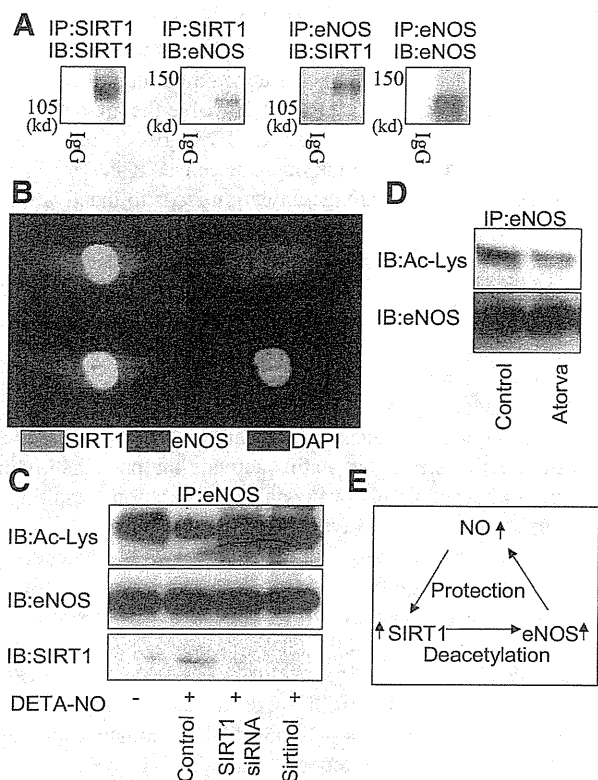 A
IP:SIRT1 IP:SIRT1 IP:eNOS IP:eNOS
IB:SIRT1 IB:eNOS IB:SIRT1 IB:eNOS
105
(kd)
IgG
150
(kd)
IgG
105
(kd)
IgG
150
(kd)
IgG
B
SIRT1 eNOS DAPI
C
IP:eNOS
IB:Ac-Lys
IB:eNOS
IB:SIRT1
DETA-NO - + + +
Control
SIRT1 siRNA
Sirtinol
D
IP:eNOS
IB:Ac-Lys
IB:eNOS
Control
Atorva
E
NO
Protection
SIRT1 eNOS
Deacetylation